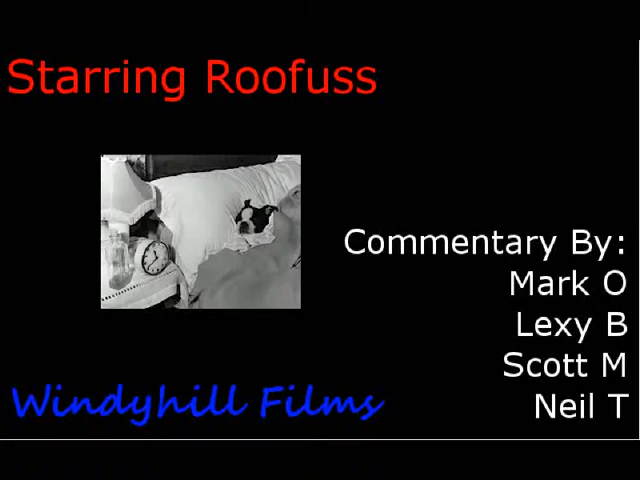 Starring Roofuss
Commentary By:
Mark O
Lexy B
Scott M
Neil T
Windyhill Films